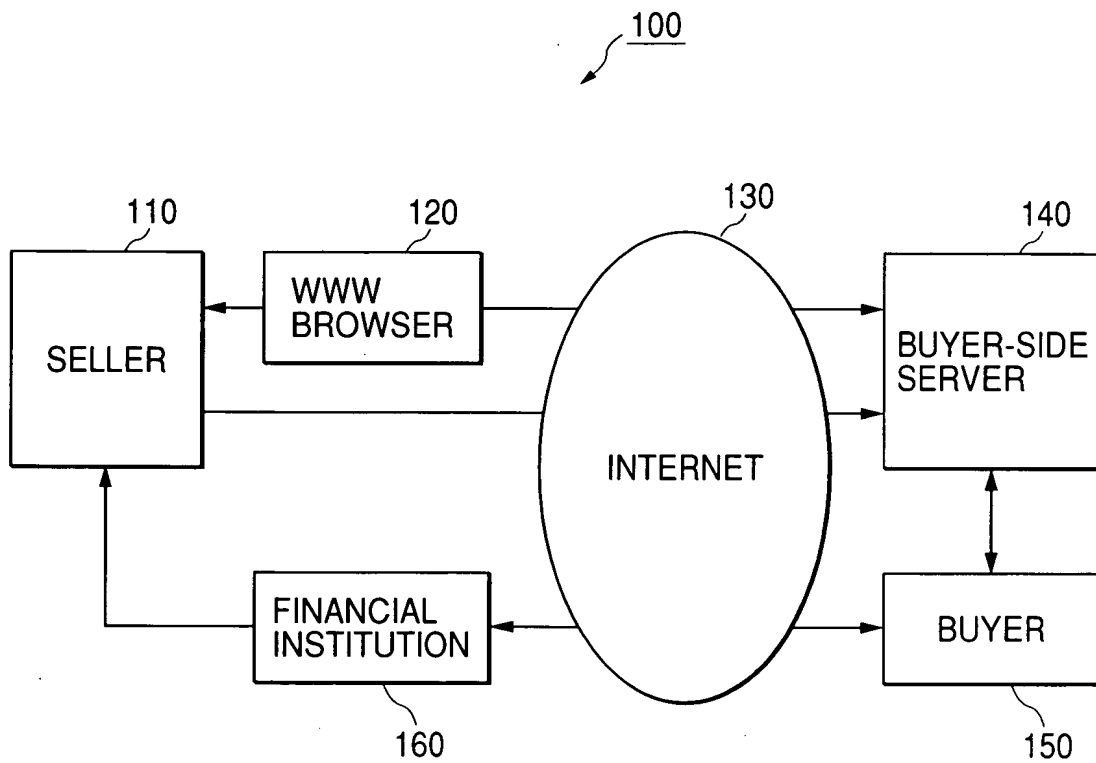 100
110
120
130
140
SELLER
WWW
BROWSER
INTERNET
BUYER-SIDE
SERVER
FINANCIAL
INSTITUTION
BUYER
160
150